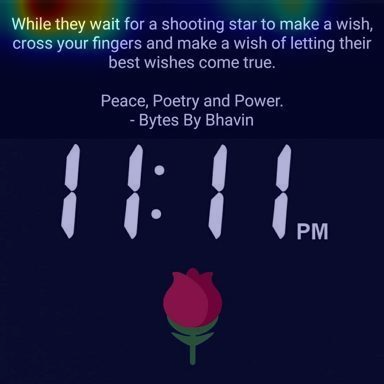 While they wait for a shooting star to make a wish,
cross your fingers and make a wish of letting their
best wishes come true.
Peace, Poetry and Power.
- Bytes By Bhavin
11:11 PM